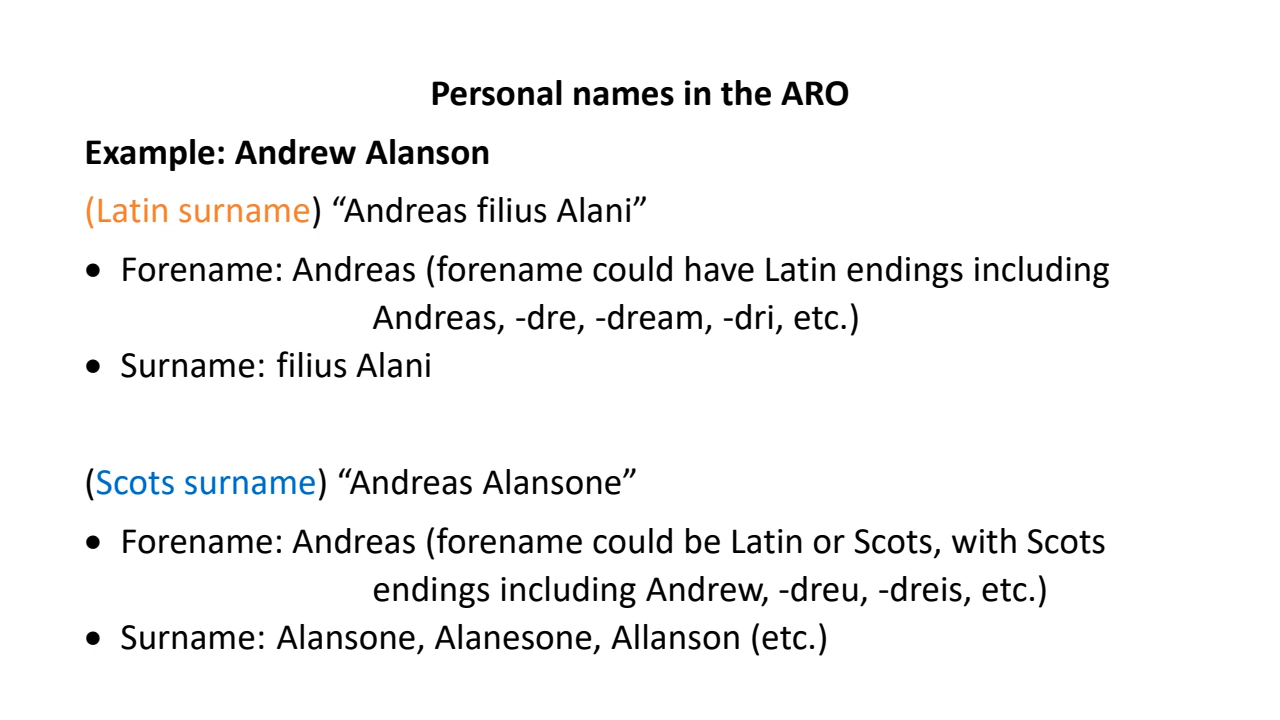 Personal names in the ARO
Example: Andrew Alanson
(Latin surname) “Andreas filius Alani”
• Forename: Andreas (forename could have Latin endings including
Andreas, -dre, -dream, -dri, etc.)
• Surname: filius Alani
(Scots surname) “Andreas Alansone”
• Forename: Andreas (forename could be Latin or Scots, with Scots
endings including Andrew, -dreu, -dreis, etc.)
• Surname: Alansone, Alanesone, Allanson (etc.)